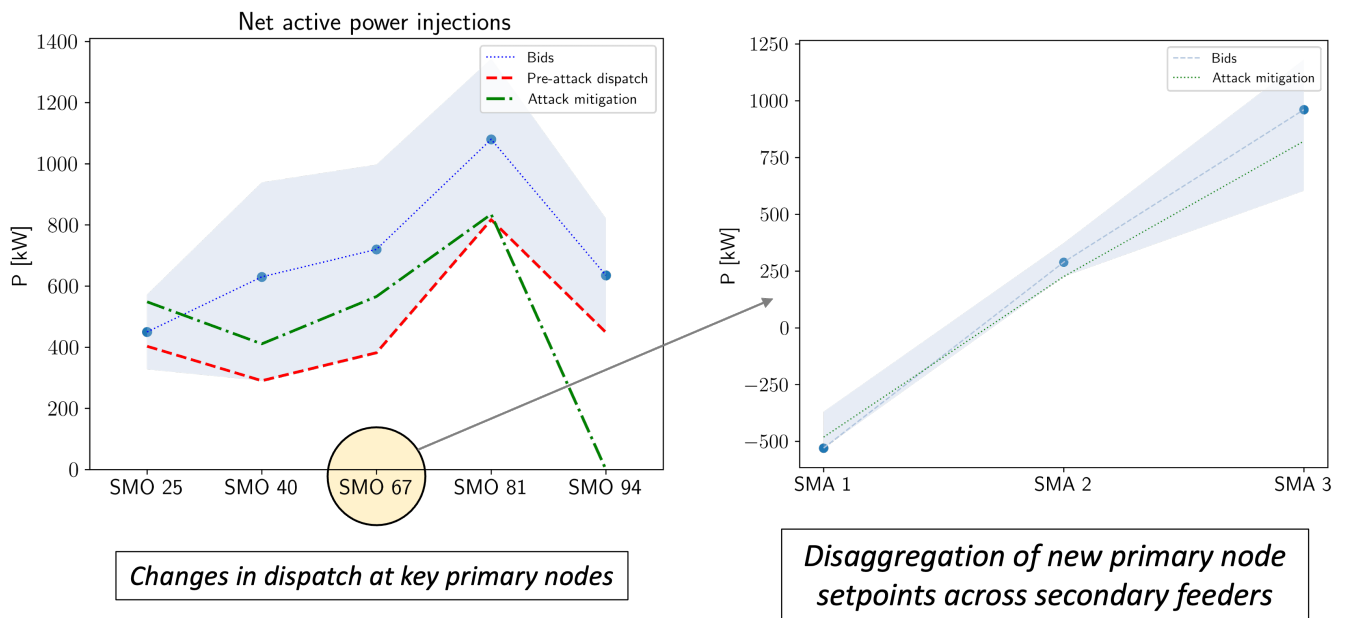 Net active power injections
1400
1200
1000
800
600
400
200
0
P [kW]
Bids
Pre-attack dispatch
Attack mitigation
SMO 25
SMO 40
SMO 67
SMO 81
SMO 94
Changes in dispatch at key primary nodes
1250
1000
750
500
250
0
−250
−500
P [kW]
Bids
Attack mitigation
SMA 1
SMA 2
SMA 3
Disaggregation of new primary node
setpoints across secondary feeders